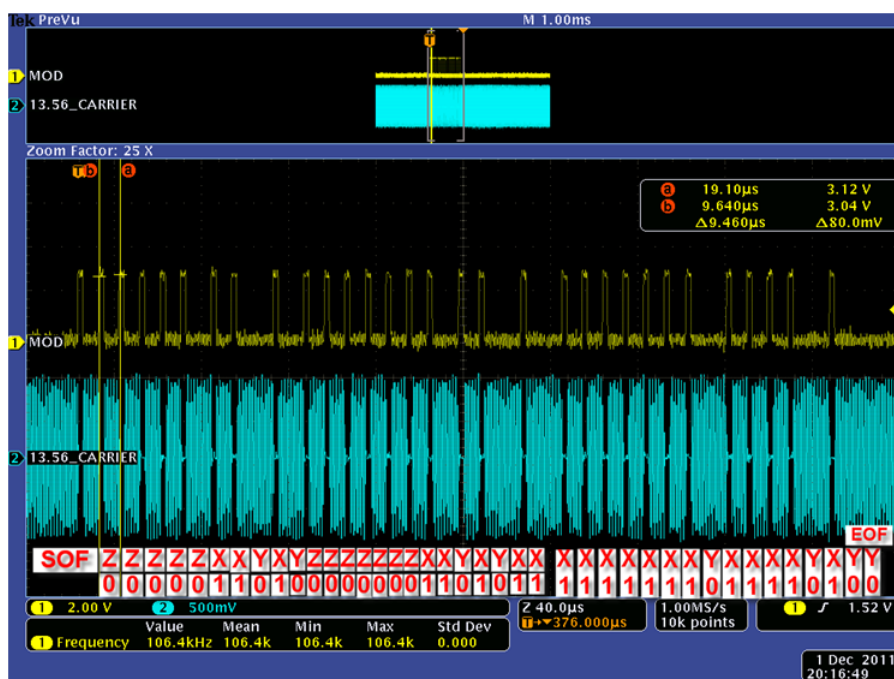 Tek PreVu M 1.00ms
T
1 MOD
2 13.56_CARRIER
Zoom Factor: 25 X
T b a
a 19.10µs 3.12 V
b 9.640µs 3.04 V
Δ9.460µs Δ80.0mV
1 MOD
2 13.56_CARRIER
EOF
SOF Z Z Z Z Z X X Y X Y Z Z Z Z Z Z Z X X Y X Y X X X X X X X X X Y X X X X Y X Y Y
0 0 0 0 0 1 1 0 1 0 0 0 0 0 0 0 0 1 1 0 1 0 1 1 1 1 1 1 1 1 1 0 1 1 1 1 0 1 0 0
1 2.00 V 2 500mV Z 40.0µs 1.00MS/s 1 1.52 V
T→▾376.000µs 10k points
Value Mean Min Max Std Dev
1 Frequency 106.4kHz 106.4k 106.4k 106.4k 0.000
1 Dec 2011
20:16:49